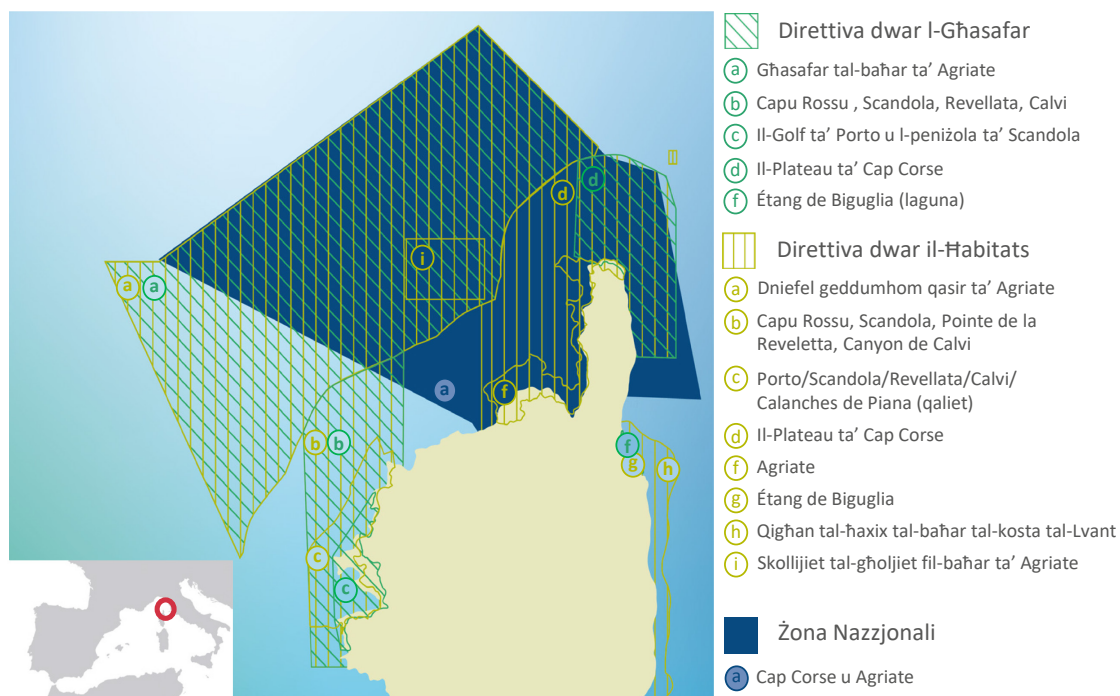 Direttiva dwar l-Għasafar
a Għasafar tal-baħar ta’ Agriate
b Capu Rossu , Scandola, Revellata, Calvi
c Il-Golf ta’ Porto u l-peniżola ta’ Scandola
d Il-Plateau ta’ Cap Corse
f Étang de Biguglia (laguna)
Direttiva dwar il-Ħabitats
a Dniefel geddumhom qasir ta’ Agriate
b Capu Rossu, Scandola, Pointe de la
Reveletta, Canyon de Calvi
c Porto/Scandola/Revellata/Calvi/
Calanches de Piana (qaliet)
d Il-Plateau ta’ Cap Corse
f Agriate
g Étang de Biguglia
h Qigħan tal-ħaxix tal-baħar tal-kosta tal-Lvant
i Skollijiet tal-għoljiet fil-baħar ta’ Agriate
Żona Nazzjonali
a Cap Corse u Agriate
d
d
i
a a
a
f
b b
f
g
h
c
c